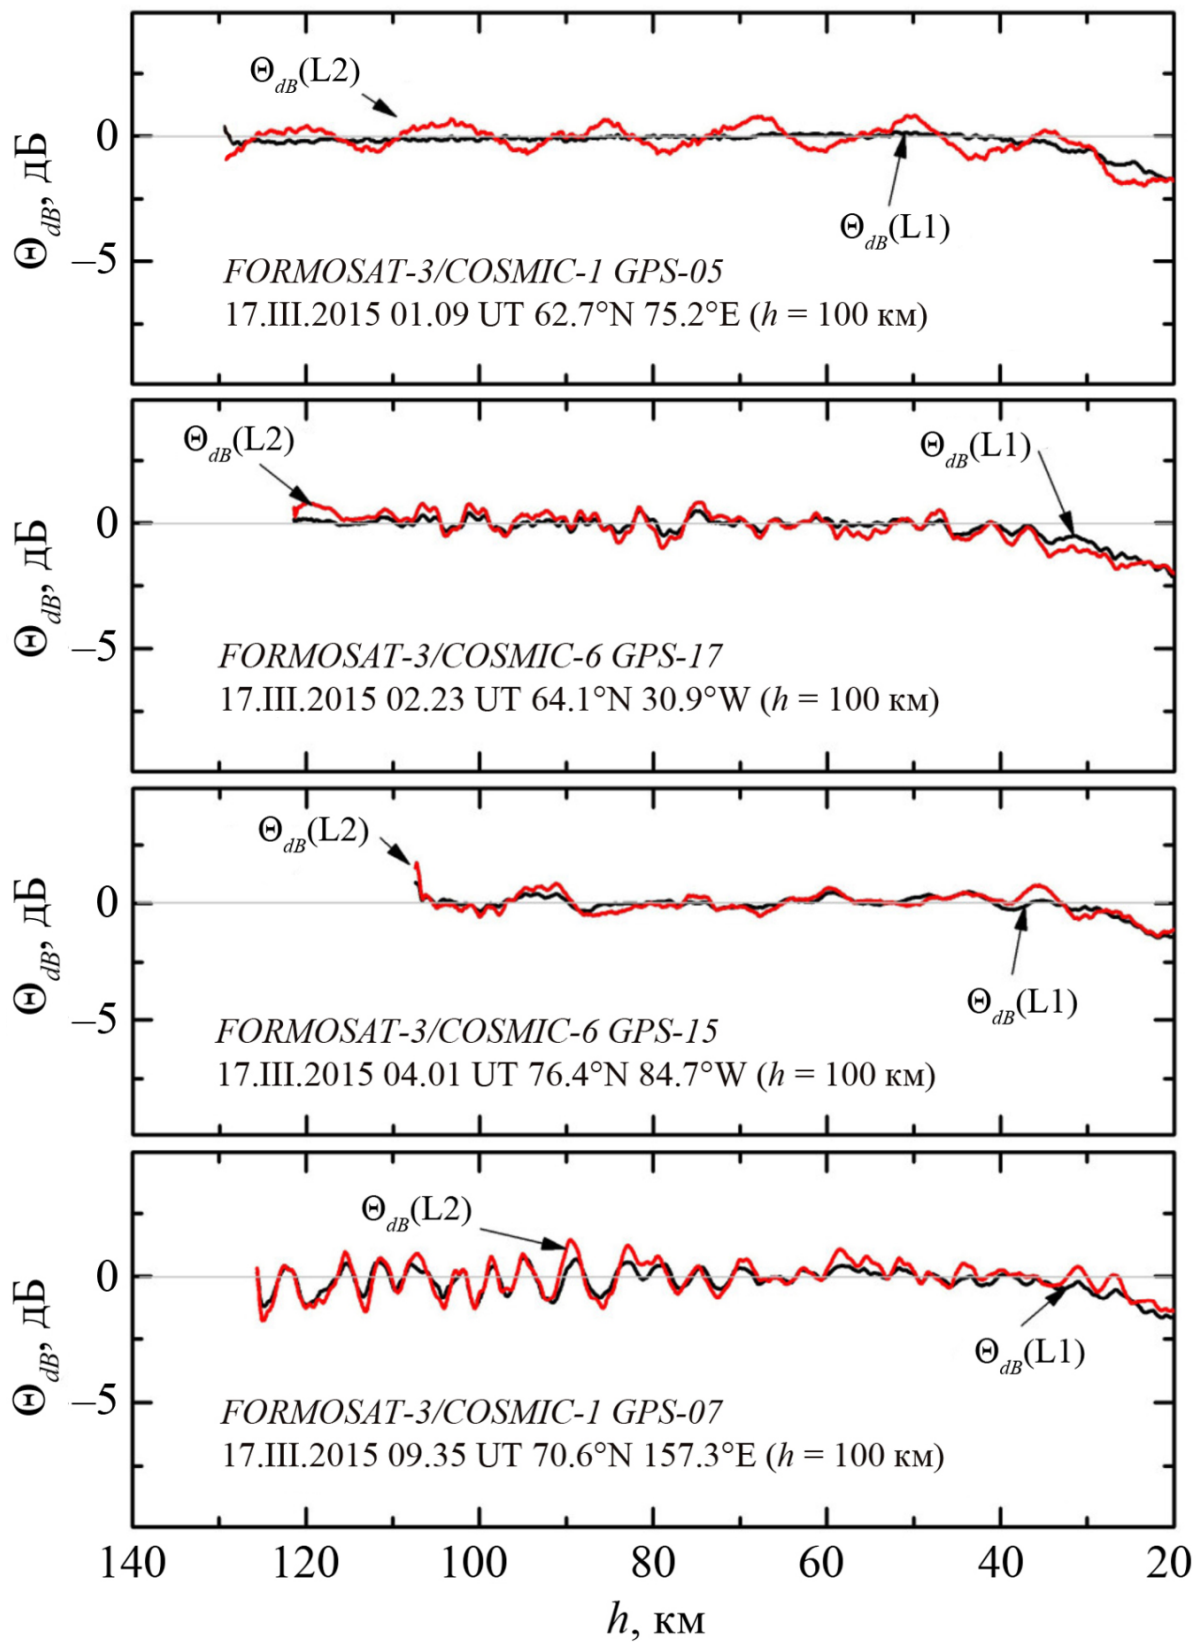 Θ_dB(L2)
0
Θ_dB, дБ
Θ_dB(L1)
−5
FORMOSAT-3/COSMIC-1 GPS-05
17.III.2015 01.09 UT 62.7°N 75.2°E (h = 100 км)
Θ_dB(L2)
Θ_dB(L1)
0
Θ_dB, дБ
−5
FORMOSAT-3/COSMIC-6 GPS-17
17.III.2015 02.23 UT 64.1°N 30.9°W (h = 100 км)
Θ_dB(L2)
0
Θ_dB, дБ
Θ_dB(L1)
−5
FORMOSAT-3/COSMIC-6 GPS-15
17.III.2015 04.01 UT 76.4°N 84.7°W (h = 100 км)
Θ_dB(L2)
0
Θ_dB, дБ
Θ_dB(L1)
−5
FORMOSAT-3/COSMIC-1 GPS-07
17.III.2015 09.35 UT 70.6°N 157.3°E (h = 100 км)
140 120 100 80 60 40 20
h, км